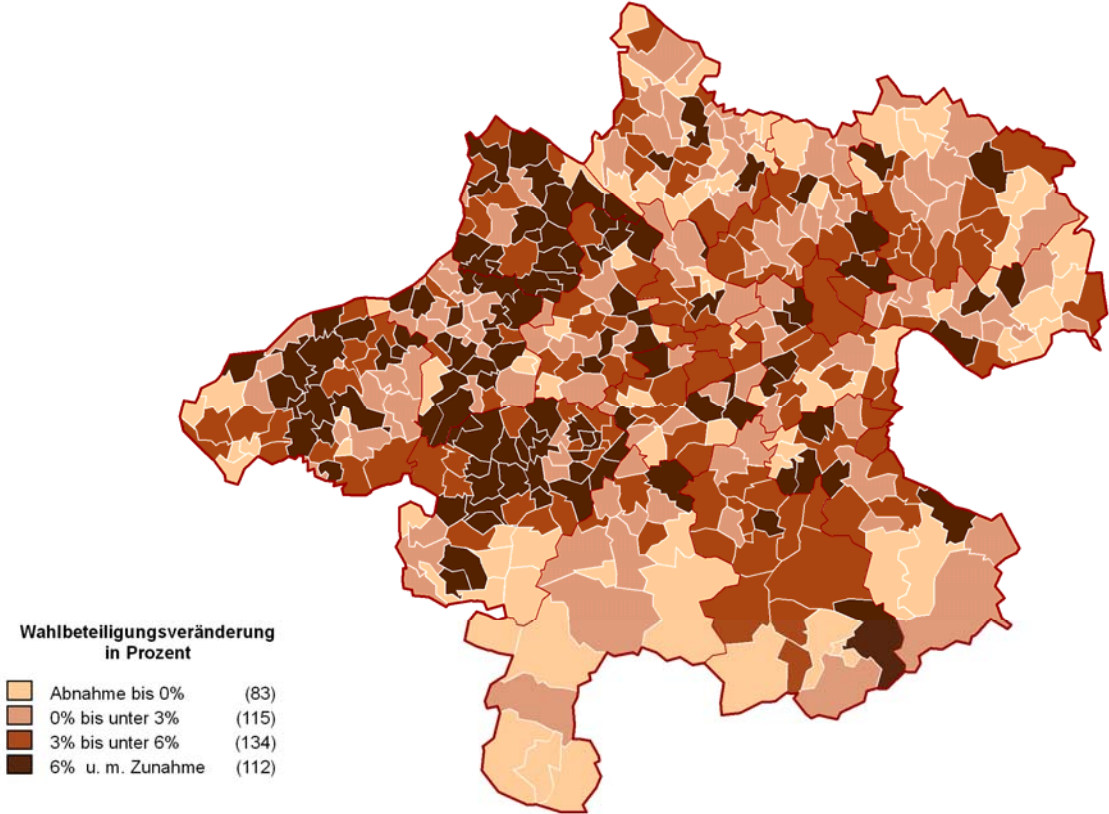 Wahlbeteiligungsveränderung
in Prozent
Abnahme bis 0% (83)
0% bis unter 3% (115)
3% bis unter 6% (134)
6% u. m. Zunahme (112)